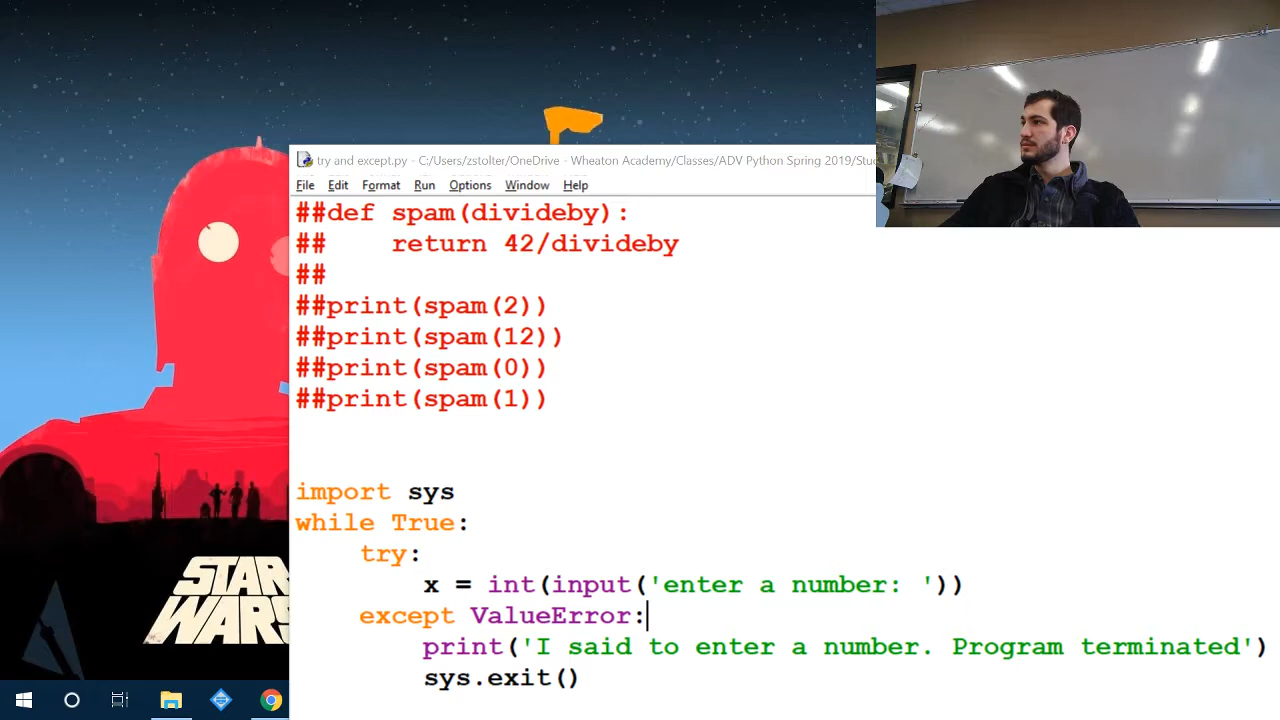 try and except.py - C:/Users/zstolter/OneDrive - Wheaton Academy/Classes/ADV Python Spring 2019/Stu
File Edit Format Run Options Window Help
##def spam(divideby):
##    return 42/divideby
##
##print(spam(2))
##print(spam(12))
##print(spam(0))
##print(spam(1))
import sys
while True:
    try:
        x = int(input('enter a number: '))
    except ValueError:
        print('I said to enter a number. Program terminated')
        sys.exit()
STAR
WARS